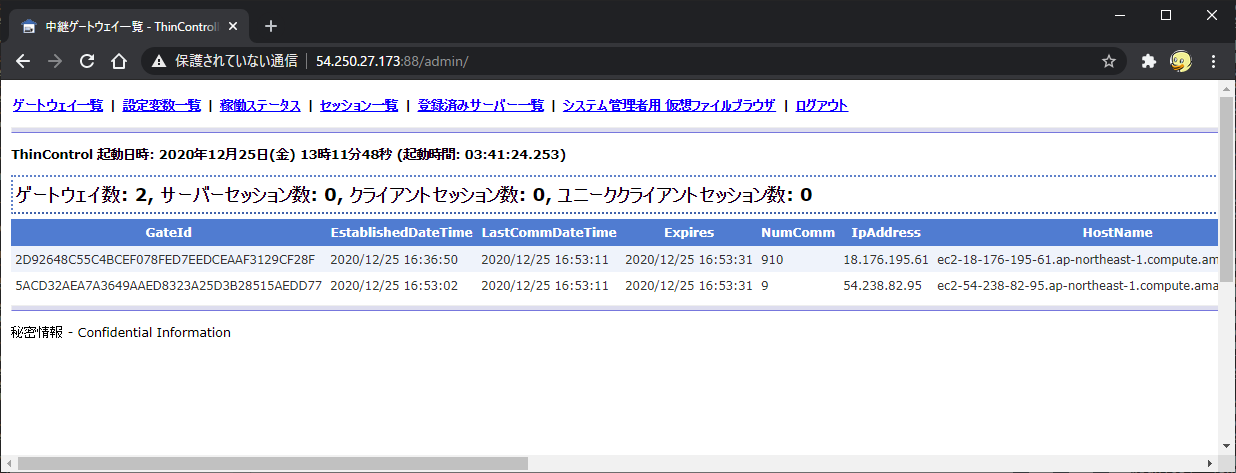 中継ゲートウェイ一覧 - ThinControll
保護されていない通信 | 54.250.27.173:88/admin/
ゲートウェイ一覧 | 設定変数一覧 | 稼働ステータス | セッション一覧 | 登録済みサーバー一覧 | システム管理者用 仮想ファイルブラウザ | ログアウト
ThinControl 起動日時: 2020年12月25日(金) 13時11分48秒 (起動時間: 03:41:24.253)
ゲートウェイ数: 2, サーバーセッション数: 0, クライアントセッション数: 0, ユニーククライアントセッション数: 0
GateId EstablishedDateTime LastCommDateTime Expires NumComm IpAddress HostName
2D92648C55C4BCEF078FED7EEDCEAAF3129CF28F 2020/12/25 16:36:50 2020/12/25 16:53:11 2020/12/25 16:53:31 910 18.176.195.61 ec2-18-176-195-61.ap-northeast-1.compute.am
5ACD32AEA7A3649AAED8323A25D3B28515AEDD77 2020/12/25 16:53:02 2020/12/25 16:53:11 2020/12/25 16:53:31 9 54.238.82.95 ec2-54-238-82-95.ap-northeast-1.compute.ama
秘密情報 - Confidential Information